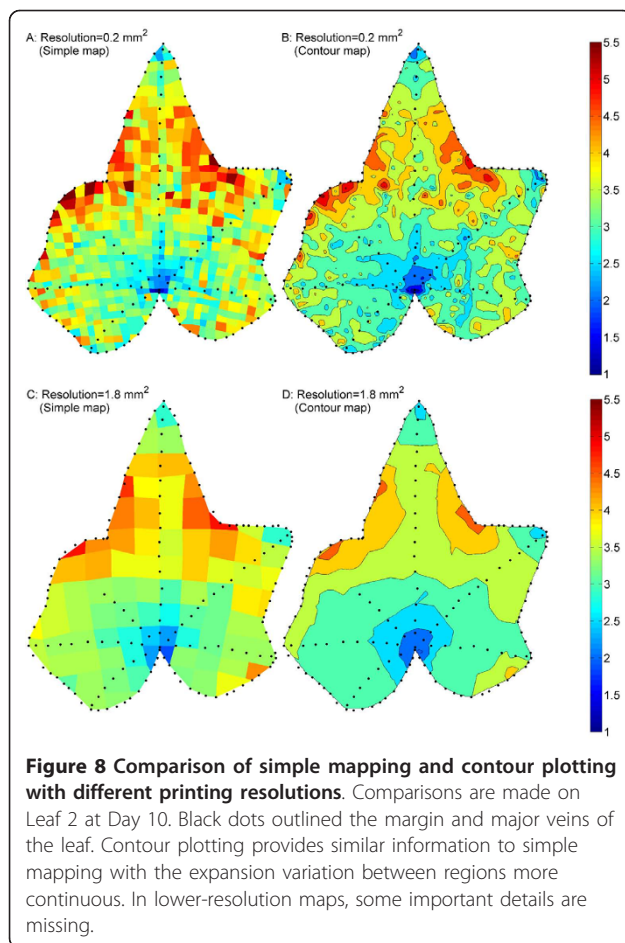 A: Resolution=0.2 mm²
(Simple map)
B: Resolution=0.2 mm²
(Contour map)
5.5
5
4.5
4
3.5
3
2.5
2
1.5
1
C: Resolution=1.8 mm²
(Simple map)
D: Resolution=1.8 mm²
(Contour map)
5.5
5
4.5
4
3.5
3
2.5
2
1.5
1
Figure 8 Comparison of simple mapping and contour plotting
with different printing resolutions. Comparisons are made on
Leaf 2 at Day 10. Black dots outlined the margin and major veins of
the leaf. Contour plotting provides similar information to simple
mapping with the expansion variation between regions more
continuous. In lower-resolution maps, some important details are
missing.